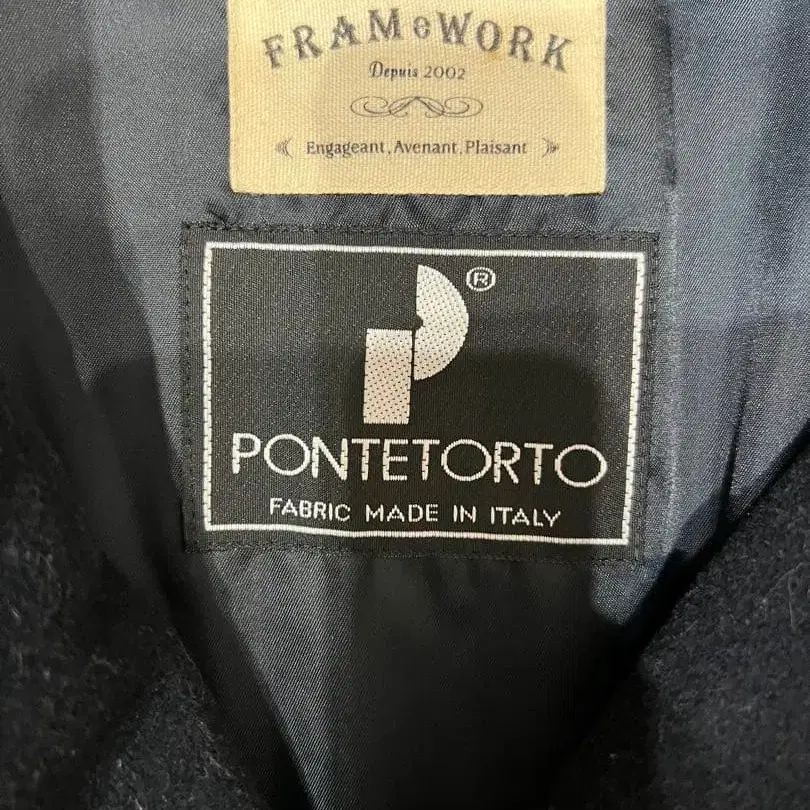 FRAMeWORK
Depuis 2002
Engageant, Avenant, Plaisant
®
PONTETORTO
FABRIC MADE IN ITALY